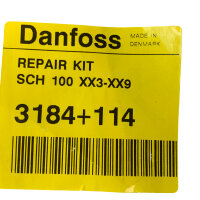 Danfoss
MADE IN
DENMARK
REPAIR KIT
SCH 100 XX3-XX9
3184+114